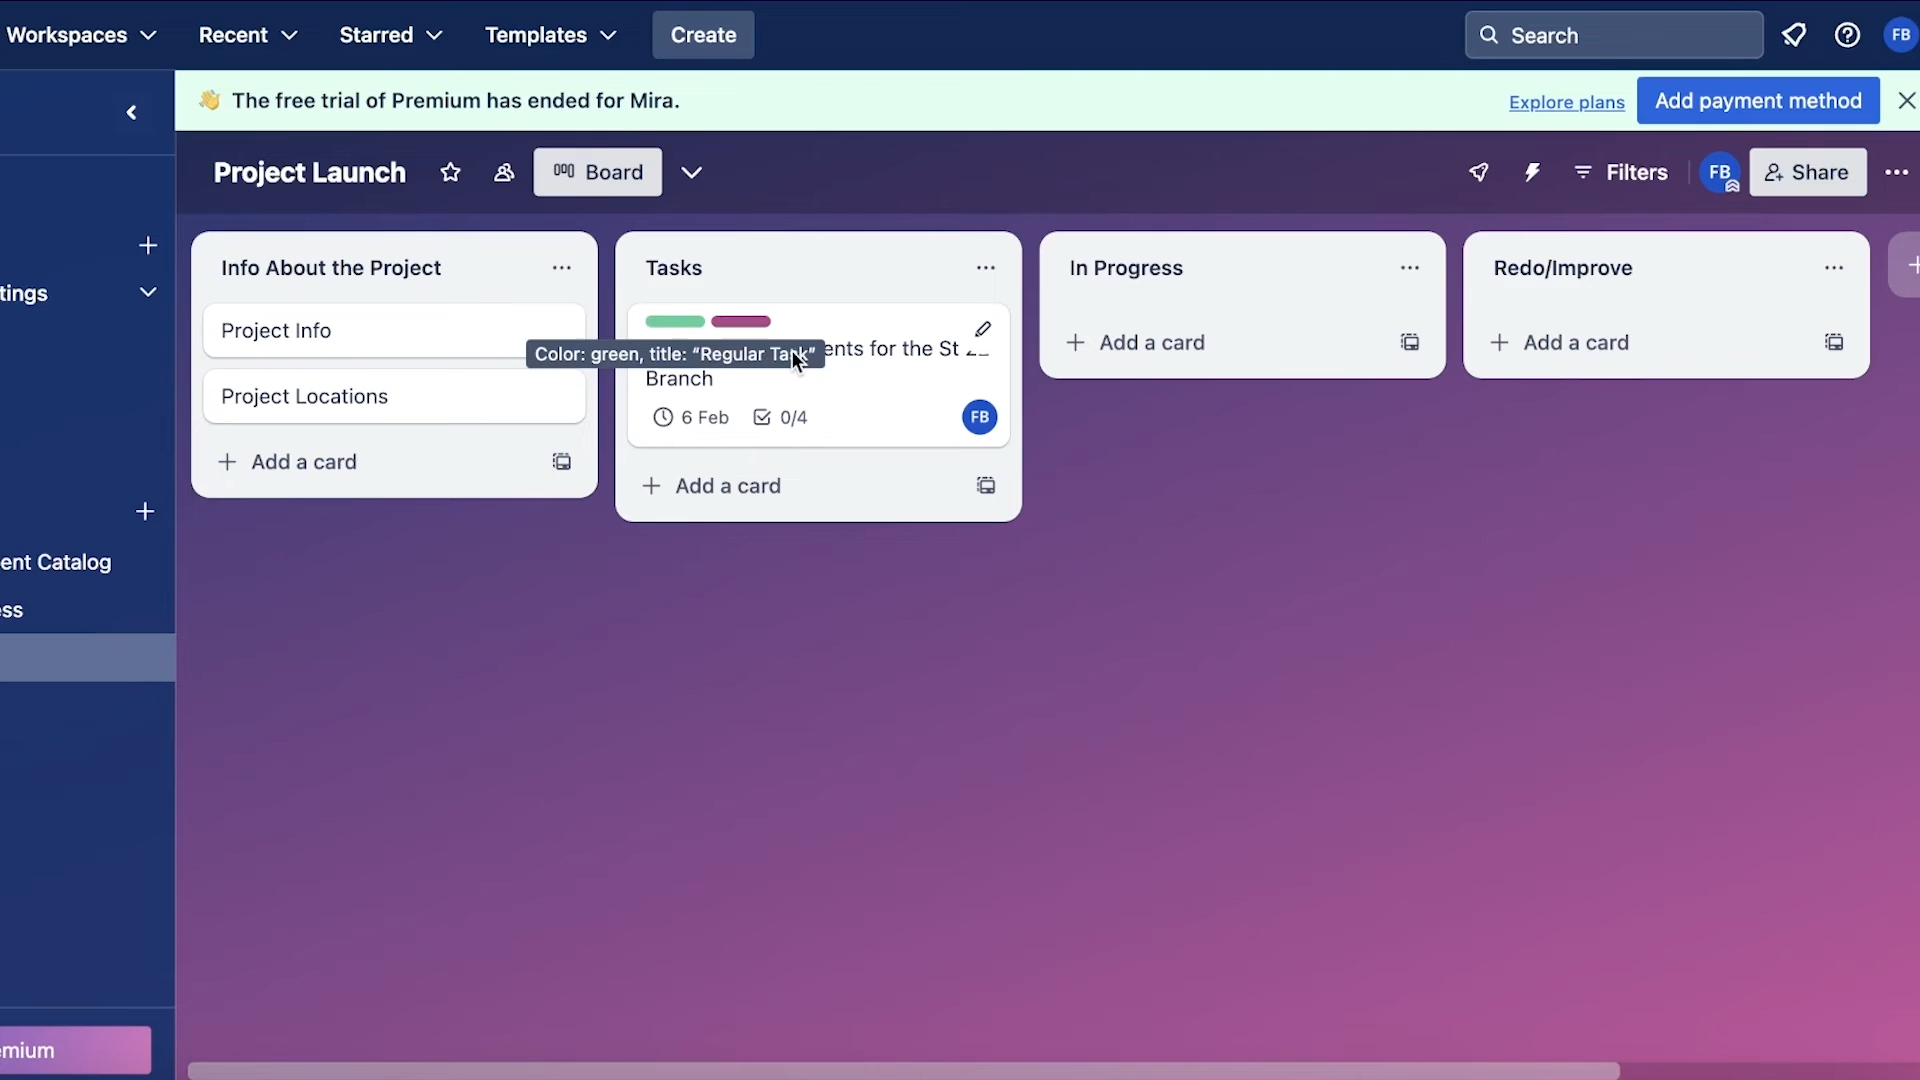 Workspaces Recent Starred Templates Create Search FB
👋 The free trial of Premium has ended for Mira. Explore plans Add payment method
Project Launch Board Filters FB Share
Info About the Project
Project Info
Project Locations
Add a card
Tasks
Color: green, title: “Regular Task”
ents for the St
Branch
6 Feb 0/4 FB
Add a card
In Progress
Add a card
Redo/Improve
Add a card
tings
ent Catalog
ess
emium